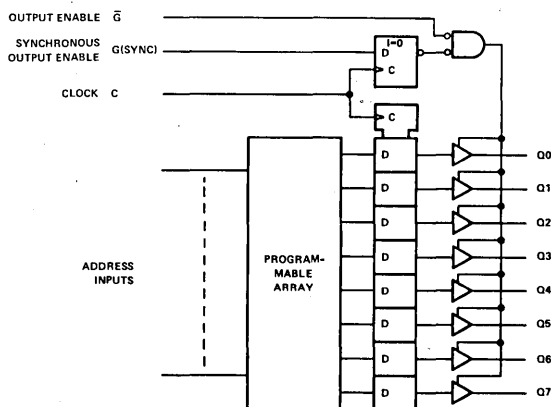 OUTPUT ENABLE G̅
SYNCHRONOUS
OUTPUT ENABLE G(SYNC)
I=0
D
C
CLOCK C
C
D
Q0
D
Q1
D
Q2
D
Q3
ADDRESS
INPUTS
PROGRAM-
MABLE
ARRAY
D
Q4
D
Q5
D
Q6
D
Q7